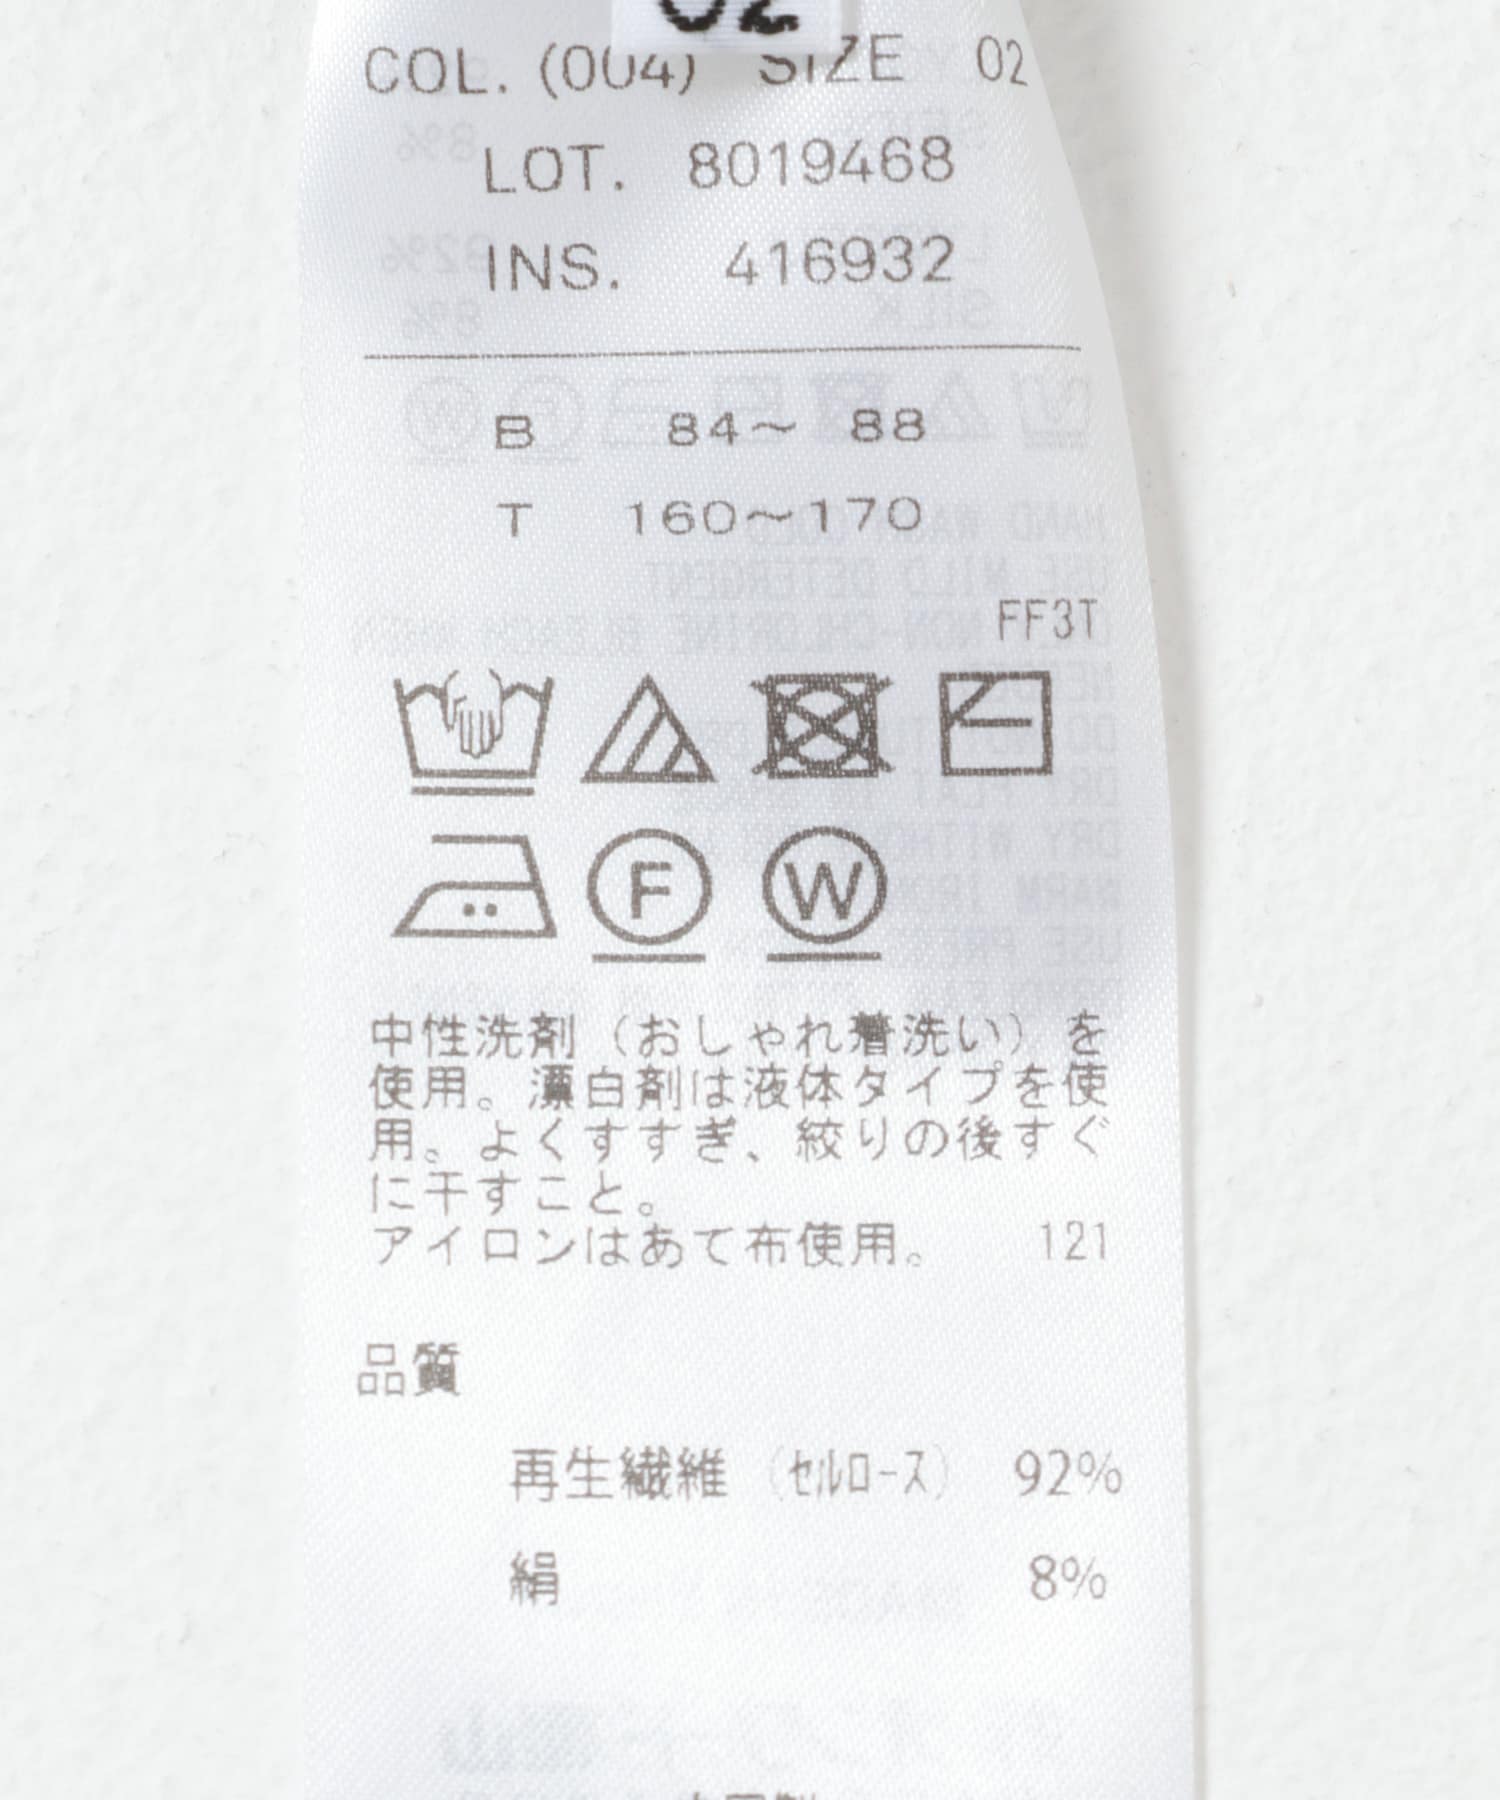 02
COL. (004) SIZE 02
LOT. 8019468
INS. 416932
B 84~ 88
T 160~170
FF3T
F W
中性洗剤（おしゃれ着洗い）を
使用。漂白剤は液体タイプを使
用。よくすすぎ、絞りの後すぐ
に干すこと。
アイロンはあて布使用。 121
品質
再生繊維（セルロース） 92%
絹 8%